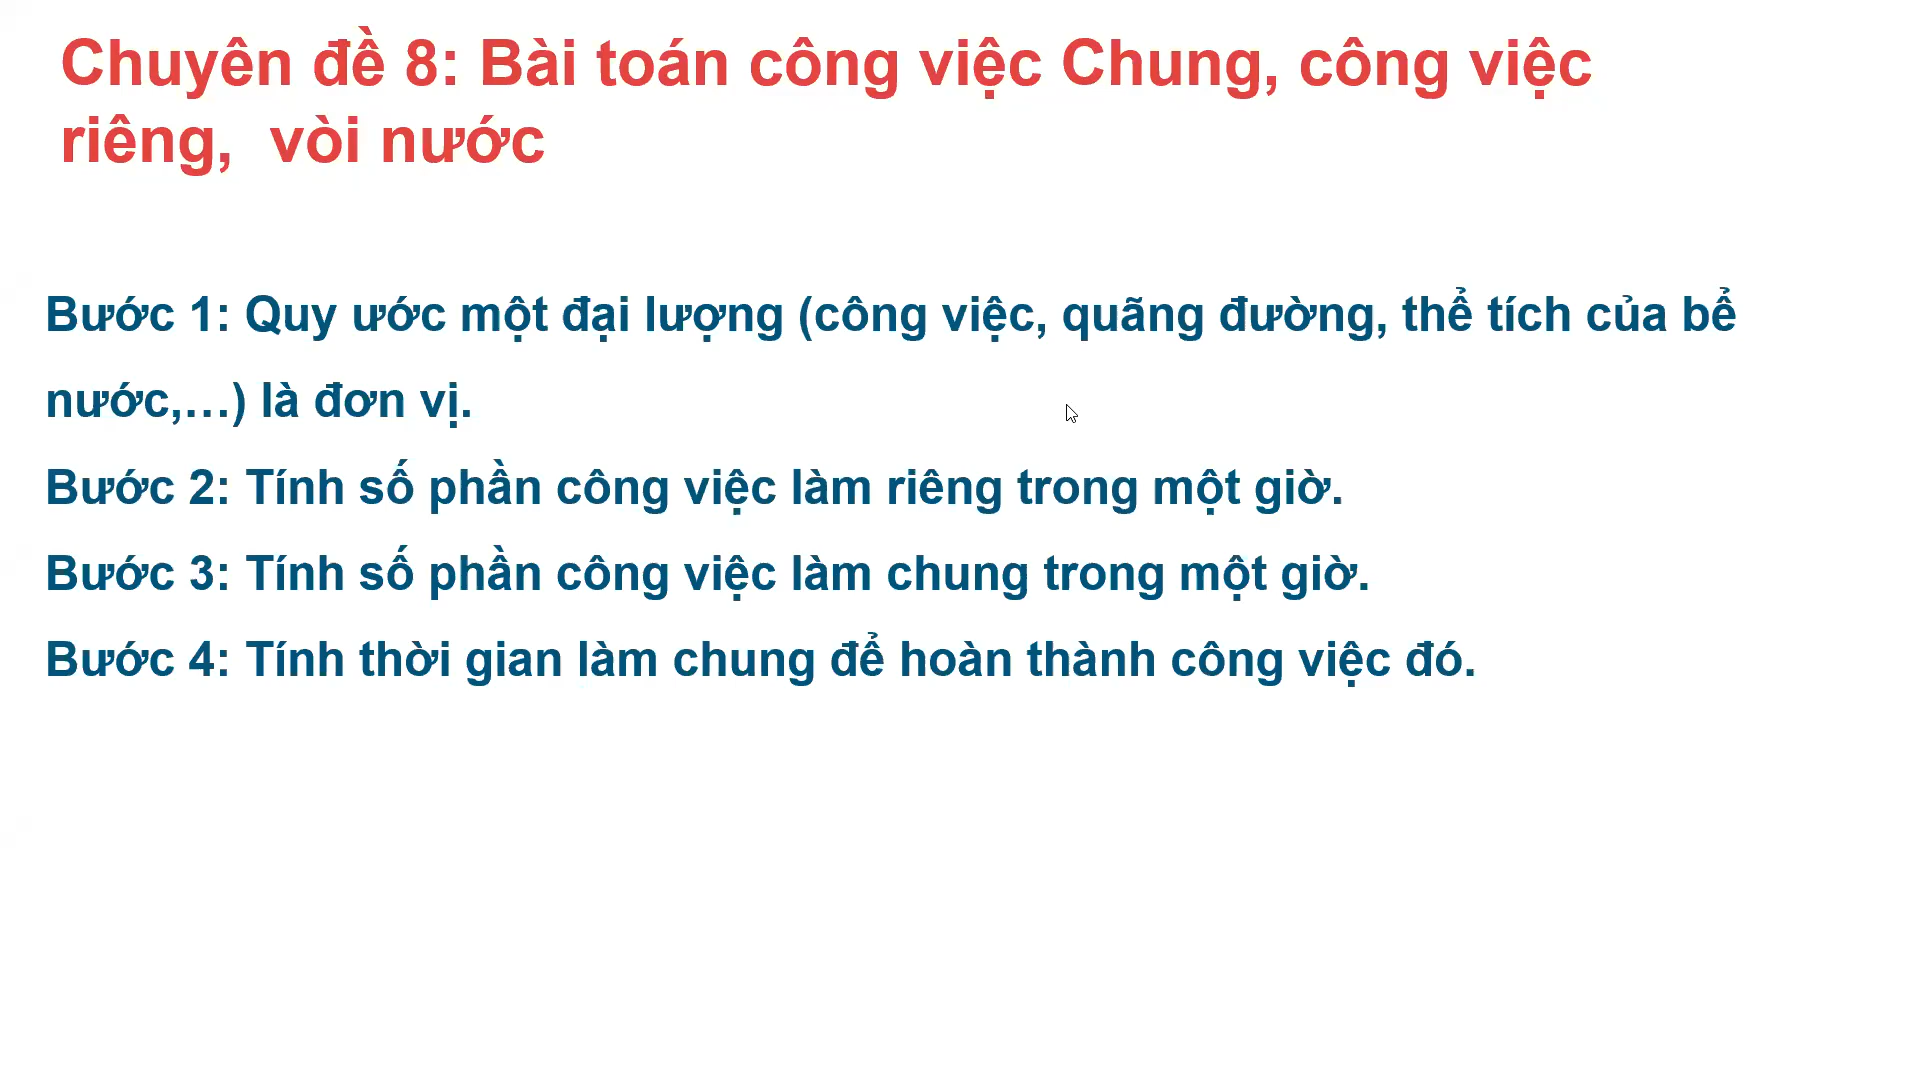 Chuyên đề 8: Bài toán công việc Chung, công việc
riêng,  vòi nước
Bước 1: Quy ước một đại lượng (công việc, quãng đường, thể tích của bể
nước,…) là đơn vị.
Bước 2: Tính số phần công việc làm riêng trong một giờ.
Bước 3: Tính số phần công việc làm chung trong một giờ.
Bước 4: Tính thời gian làm chung để hoàn thành công việc đó.